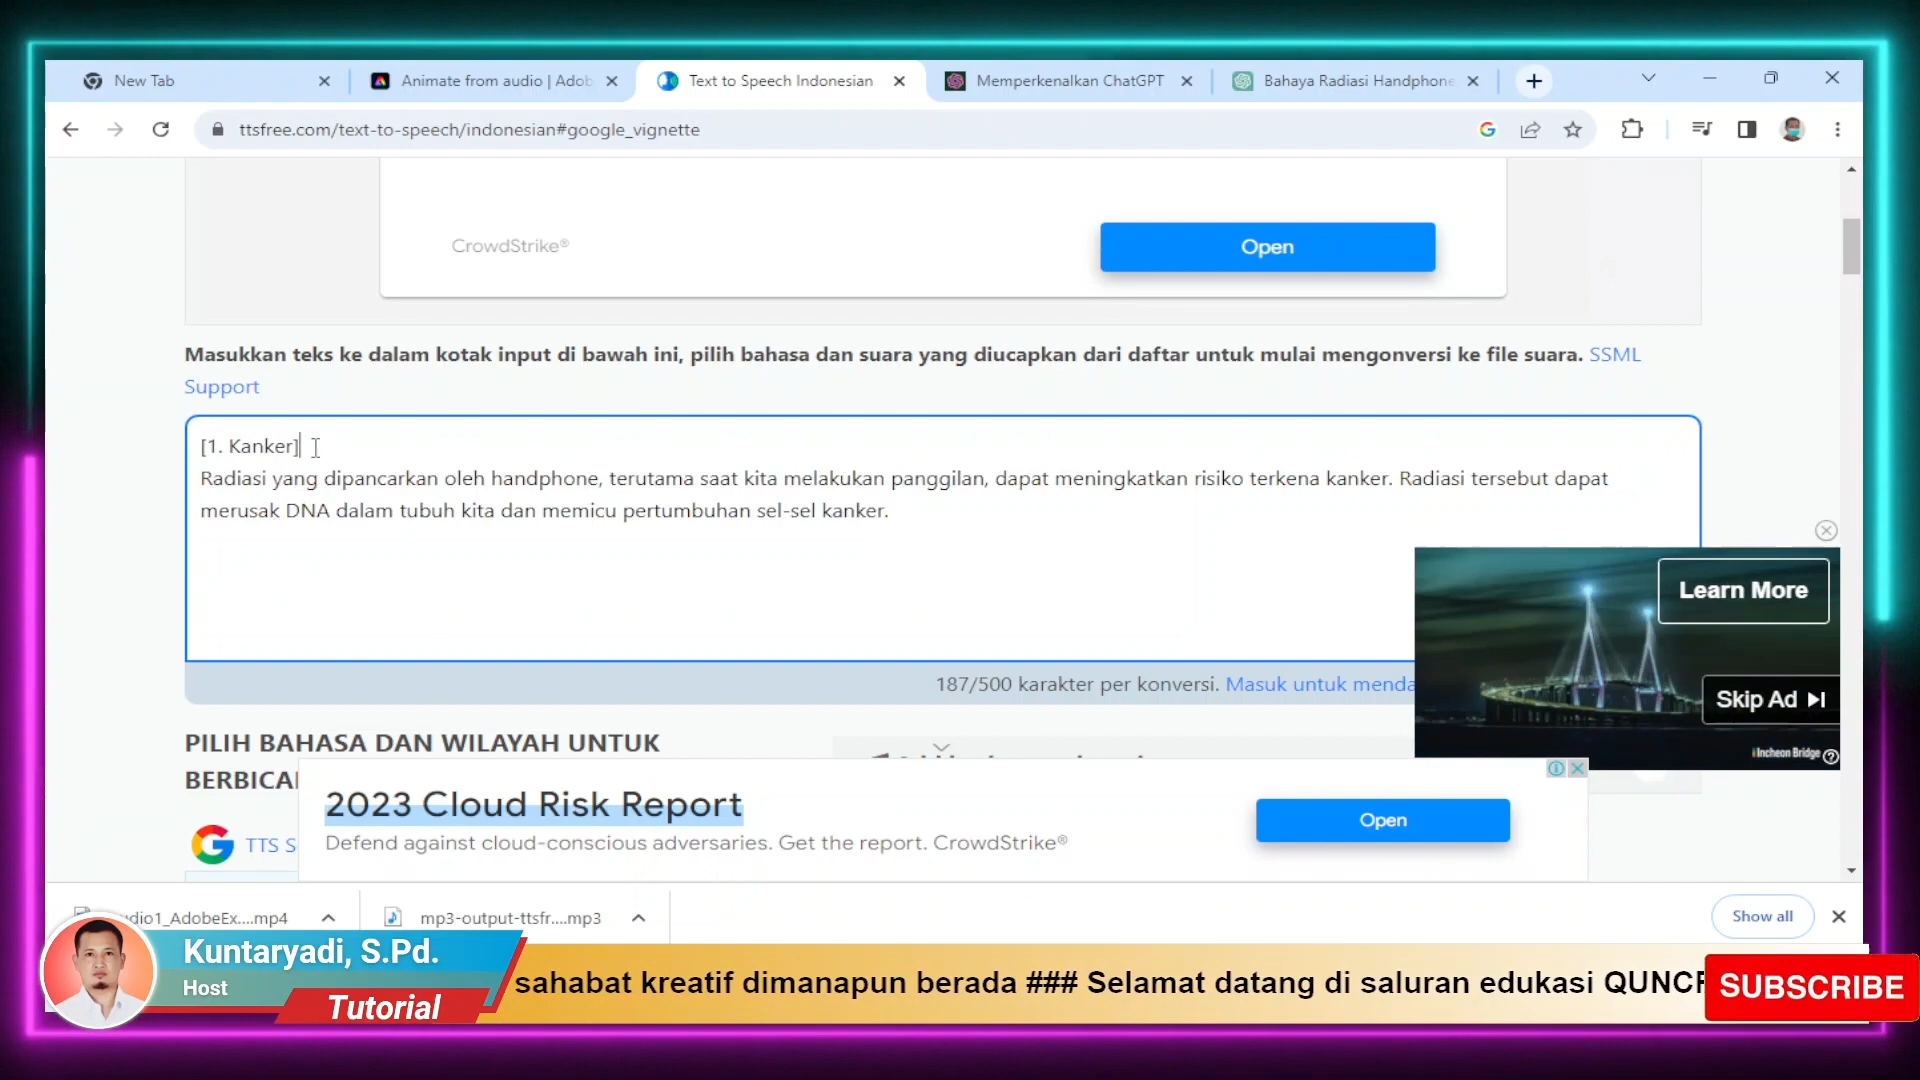 New Tab
Animate from audio | Adob
Text to Speech Indonesian
Memperkenalkan ChatGPT
Bahaya Radiasi Handphone
ttsfree.com/text-to-speech/indonesian#google_vignette
CrowdStrike®
Open
Masukkan teks ke dalam kotak input di bawah ini, pilih bahasa dan suara yang diucapkan dari daftar untuk mulai mengonversi ke file suara. SSML
Support
[1. Kanker]
Radiasi yang dipancarkan oleh handphone, terutama saat kita melakukan panggilan, dapat meningkatkan risiko terkena kanker. Radiasi tersebut dapat
merusak DNA dalam tubuh kita dan memicu pertumbuhan sel-sel kanker.
Learn More
Skip Ad
Incheon Bridge
187/500 karakter per konversi. Masuk untuk menda
PILIH BAHASA DAN WILAYAH UNTUK
BERBICA
2023 Cloud Risk Report
Defend against cloud-conscious adversaries. Get the report. CrowdStrike®
Open
TTS S
dio1_AdobeEx....mp4
mp3-output-ttsfr....mp3
Show all
Kuntaryadi, S.Pd.
Host
Tutorial
sahabat kreatif dimanapun berada ### Selamat datang di saluran edukasi QUNC
SUBSCRIBE